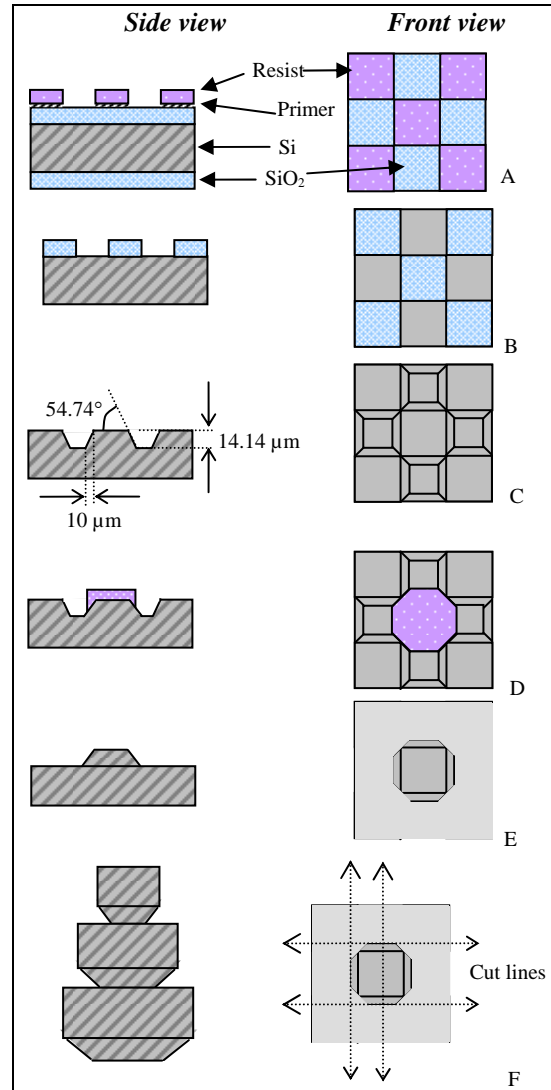 Side view Front view
Resist
Primer
Si
SiO₂
A
B
54.74°
14.14 µm
10 µm
C
D
E
Cut lines
F